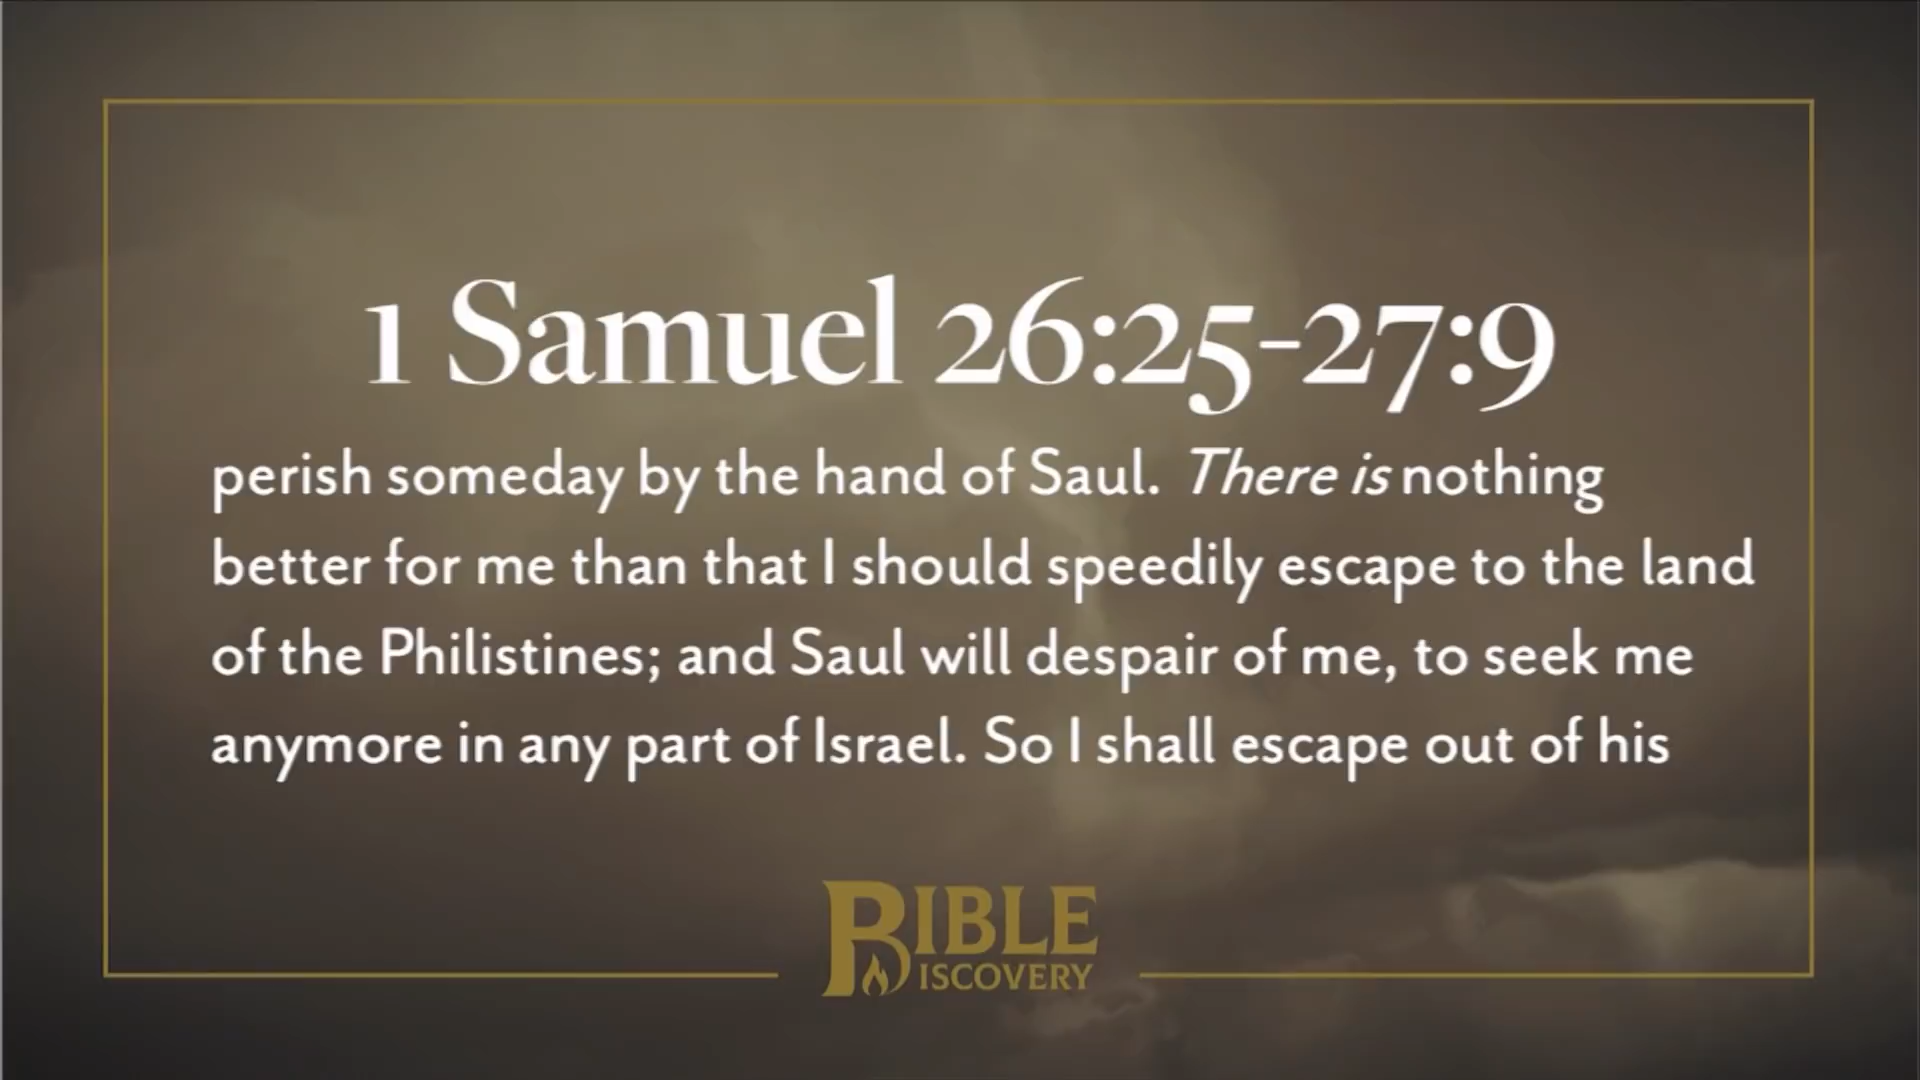 1 Samuel 26:25-27:9
perish someday by the hand of Saul. There is nothing
better for me than that I should speedily escape to the land
of the Philistines; and Saul will despair of me, to seek me
anymore in any part of Israel. So I shall escape out of his
BIBLE
DISCOVERY